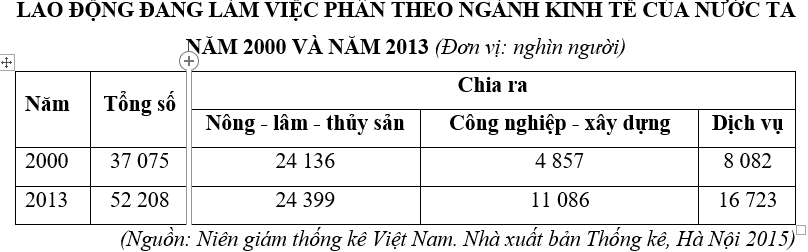 LAO ĐỘNG ĐANG LÀM VIỆC PHÂN THEO NGÀNH KINH TẾ CỦA NƯỚC TA
NĂM 2000 VÀ NĂM 2013 (Đơn vị: nghìn người)
Năm Tổng số Chia ra
Nông - lâm - thủy sản Công nghiệp - xây dựng Dịch vụ
2000 37 075 24 136 4 857 8 082
2013 52 208 24 399 11 086 16 723
(Nguồn: Niên giám thống kê Việt Nam. Nhà xuất bản Thống kê, Hà Nội 2015)